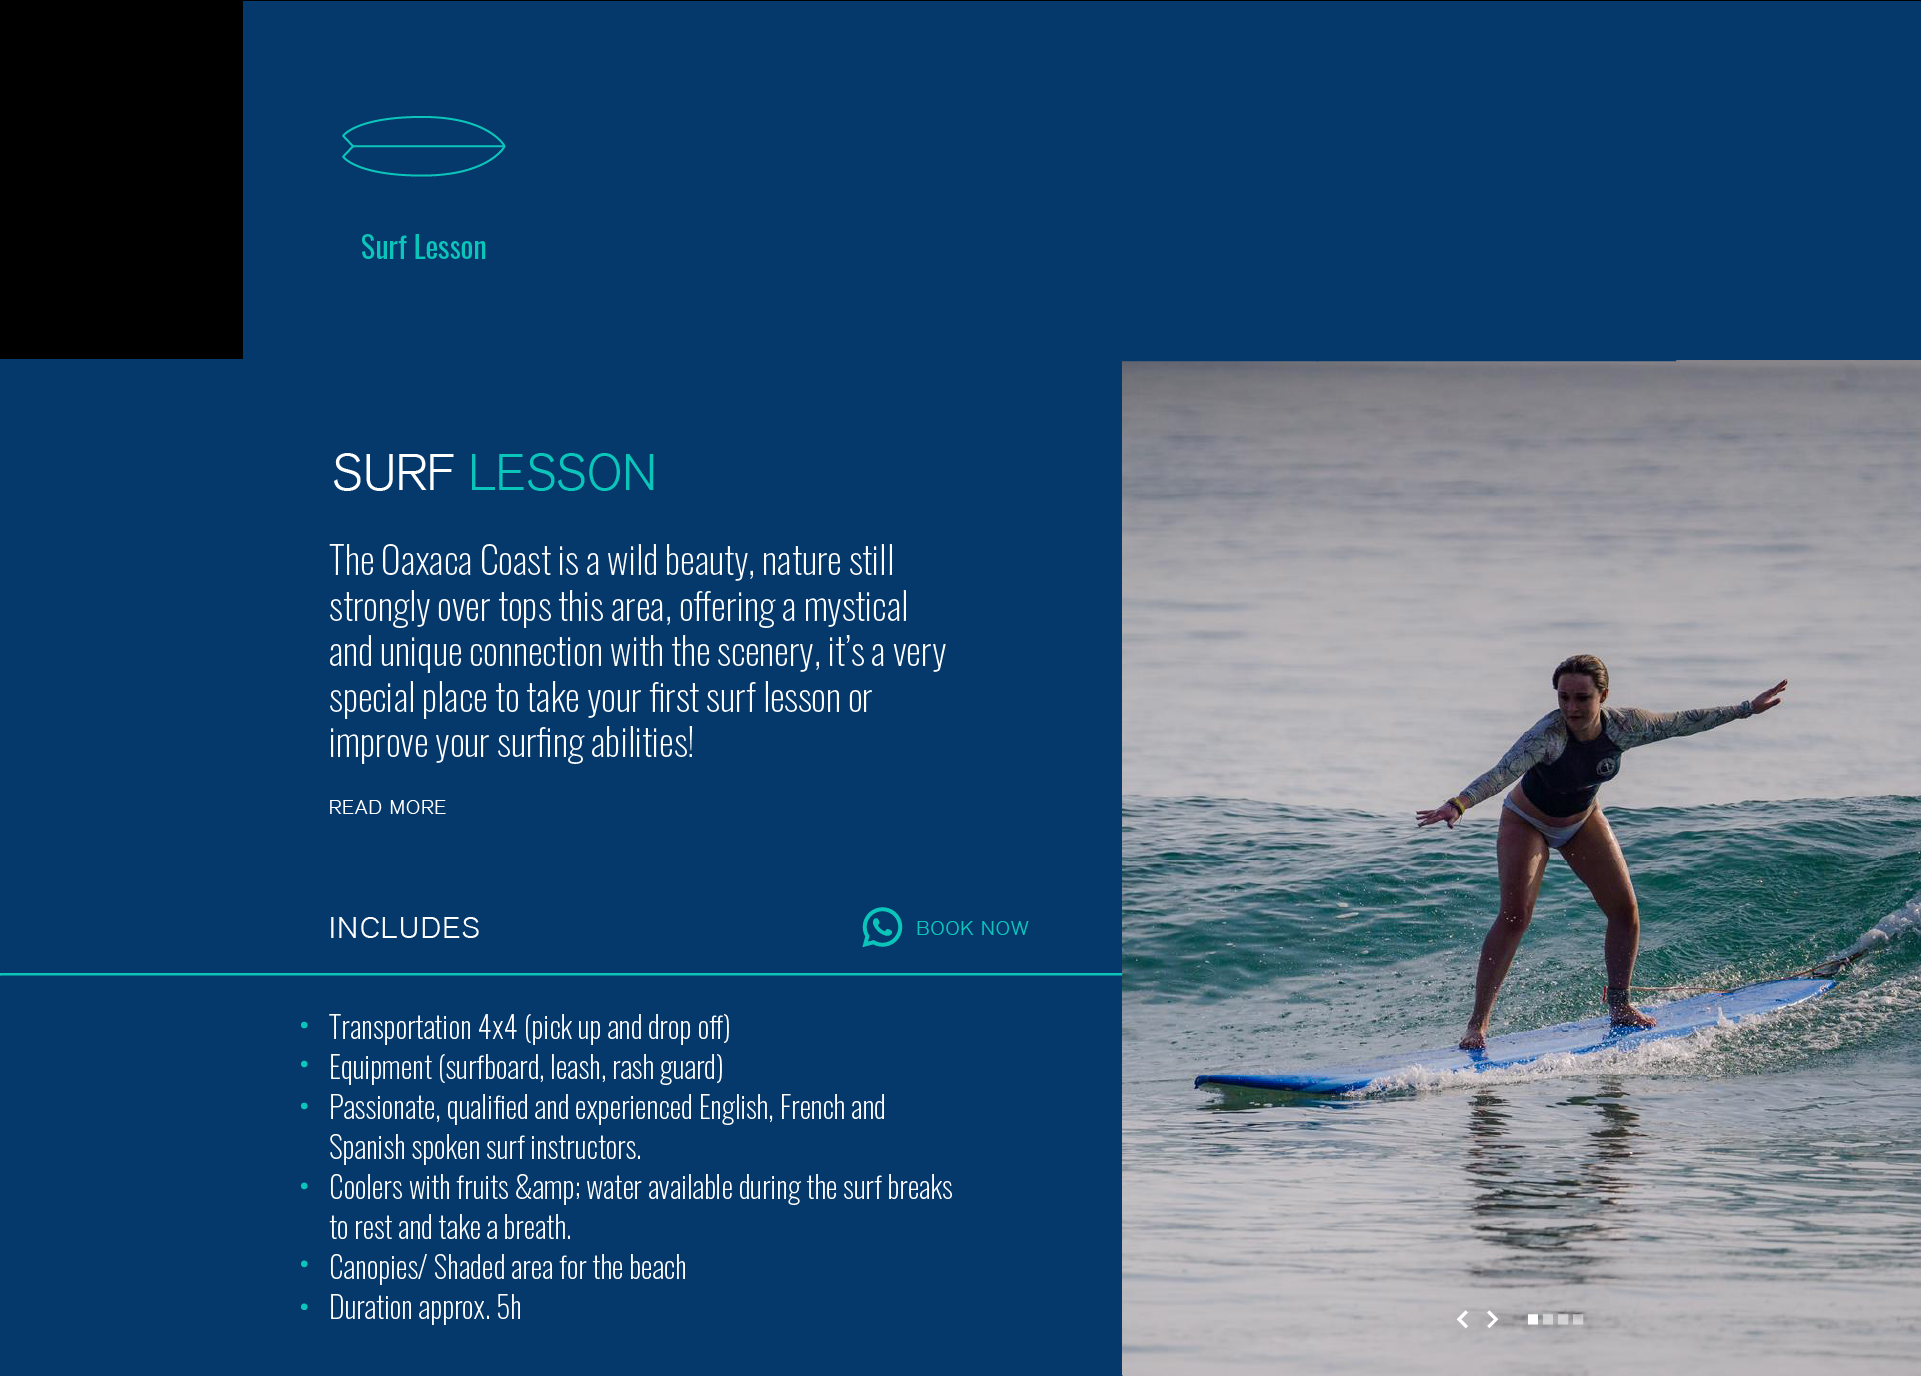 Surf Lesson
SURF LESSON
The Oaxaca Coast is a wild beauty, nature still
strongly over tops this area, offering a mystical
and unique connection with the scenery, it’s a very
special place to take your first surf lesson or
improve your surfing abilities!
READ MORE
INCLUDES
BOOK NOW
• Transportation 4x4 (pick up and drop off)
• Equipment (surfboard, leash, rash guard)
• Passionate, qualified and experienced English, French and
Spanish spoken surf instructors.
• Coolers with fruits &amp; water available during the surf breaks
to rest and take a breath.
• Canopies/ Shaded area for the beach
• Duration approx. 5h